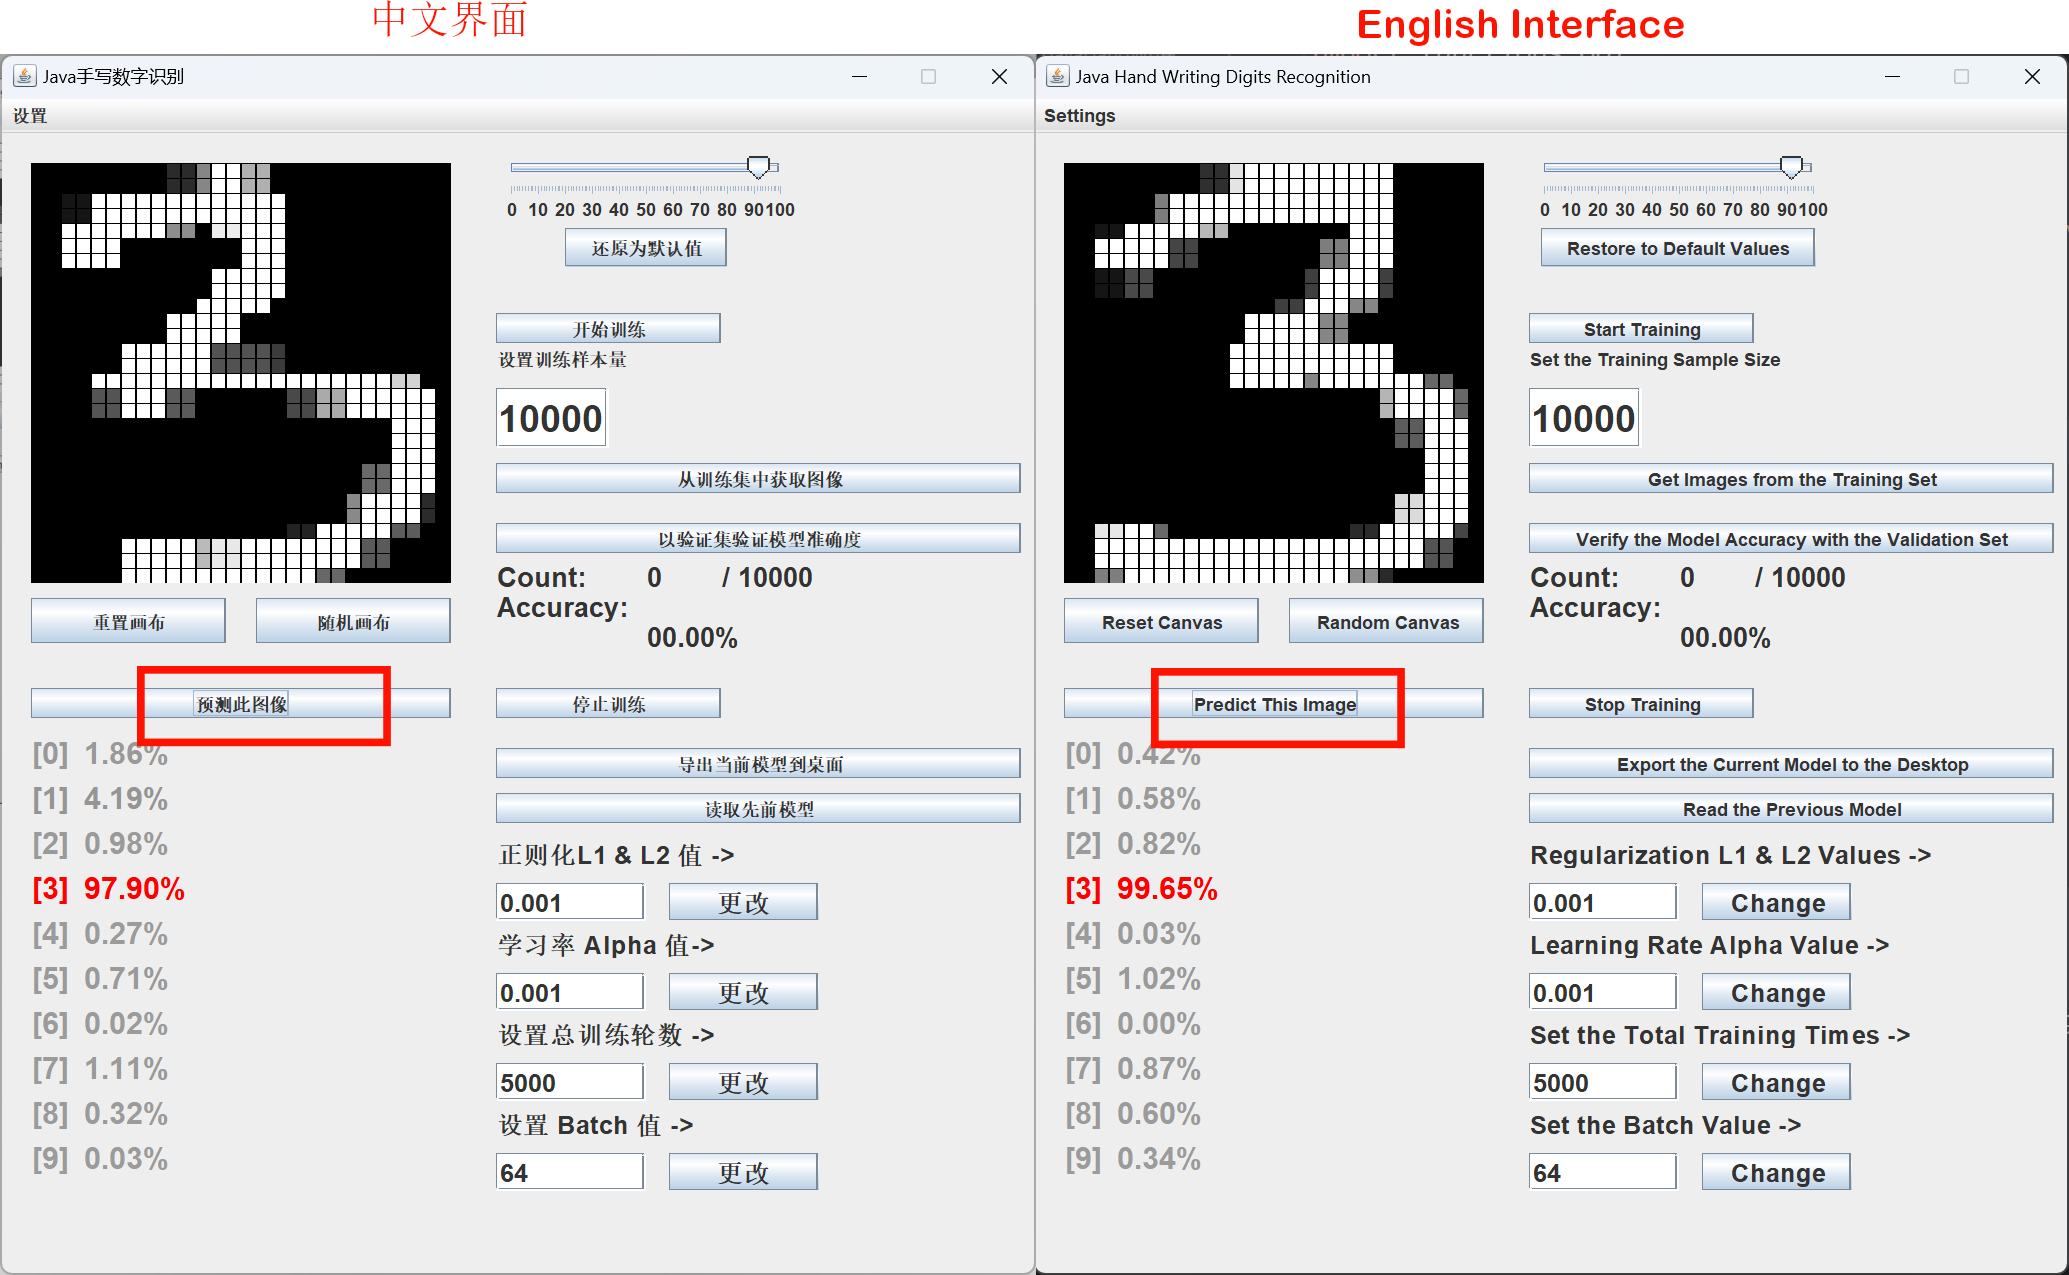 中文界面
English Interface
Java手写数字识别
设置
0 10 20 30 40 50 60 70 80 90100
还原为默认值
开始训练
设置训练样本量
10000
从训练集中获取图像
以验证集验证模型准确度
Count: 0 / 10000
Accuracy:
00.00%
重置画布
随机画布
预测此图像
停止训练
[0] 1.86%
[1] 4.19%
[2] 0.98%
[3] 97.90%
[4] 0.27%
[5] 0.71%
[6] 0.02%
[7] 1.11%
[8] 0.32%
[9] 0.03%
导出当前模型到桌面
读取先前模型
正则化L1 & L2 值 ->
0.001 更改
学习率 Alpha 值->
0.001 更改
设置总训练轮数 ->
5000 更改
设置 Batch 值 ->
64 更改
Java Hand Writing Digits Recognition
Settings
0 10 20 30 40 50 60 70 80 90100
Restore to Default Values
Start Training
Set the Training Sample Size
10000
Get Images from the Training Set
Verify the Model Accuracy with the Validation Set
Count: 0 / 10000
Accuracy:
00.00%
Reset Canvas
Random Canvas
Predict This Image
Stop Training
[0] 0.42%
[1] 0.58%
[2] 0.82%
[3] 99.65%
[4] 0.03%
[5] 1.02%
[6] 0.00%
[7] 0.87%
[8] 0.60%
[9] 0.34%
Export the Current Model to the Desktop
Read the Previous Model
Regularization L1 & L2 Values ->
0.001 Change
Learning Rate Alpha Value ->
0.001 Change
Set the Total Training Times ->
5000 Change
Set the Batch Value ->
64 Change